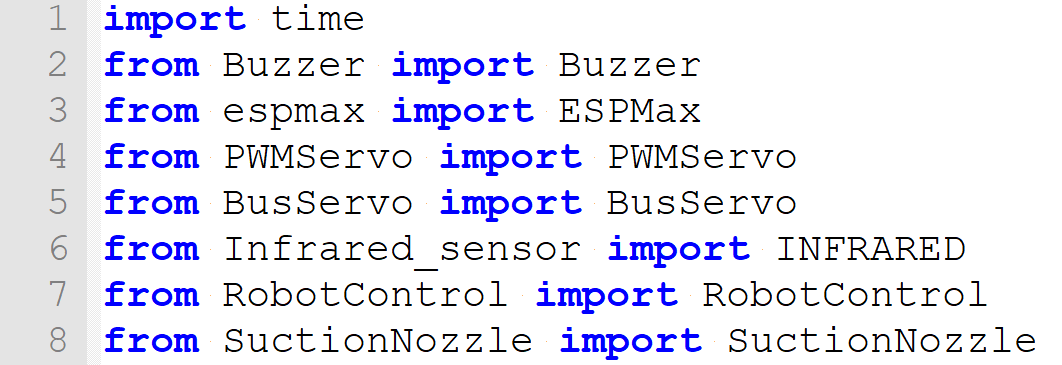 1 import time
2 from Buzzer import Buzzer
3 from espmax import ESPMax
4 from PWMServo import PWMServo
5 from BusServo import BusServo
6 from Infrared_sensor import INFRARED
7 from RobotControl import RobotControl
8 from SuctionNozzle import SuctionNozzle